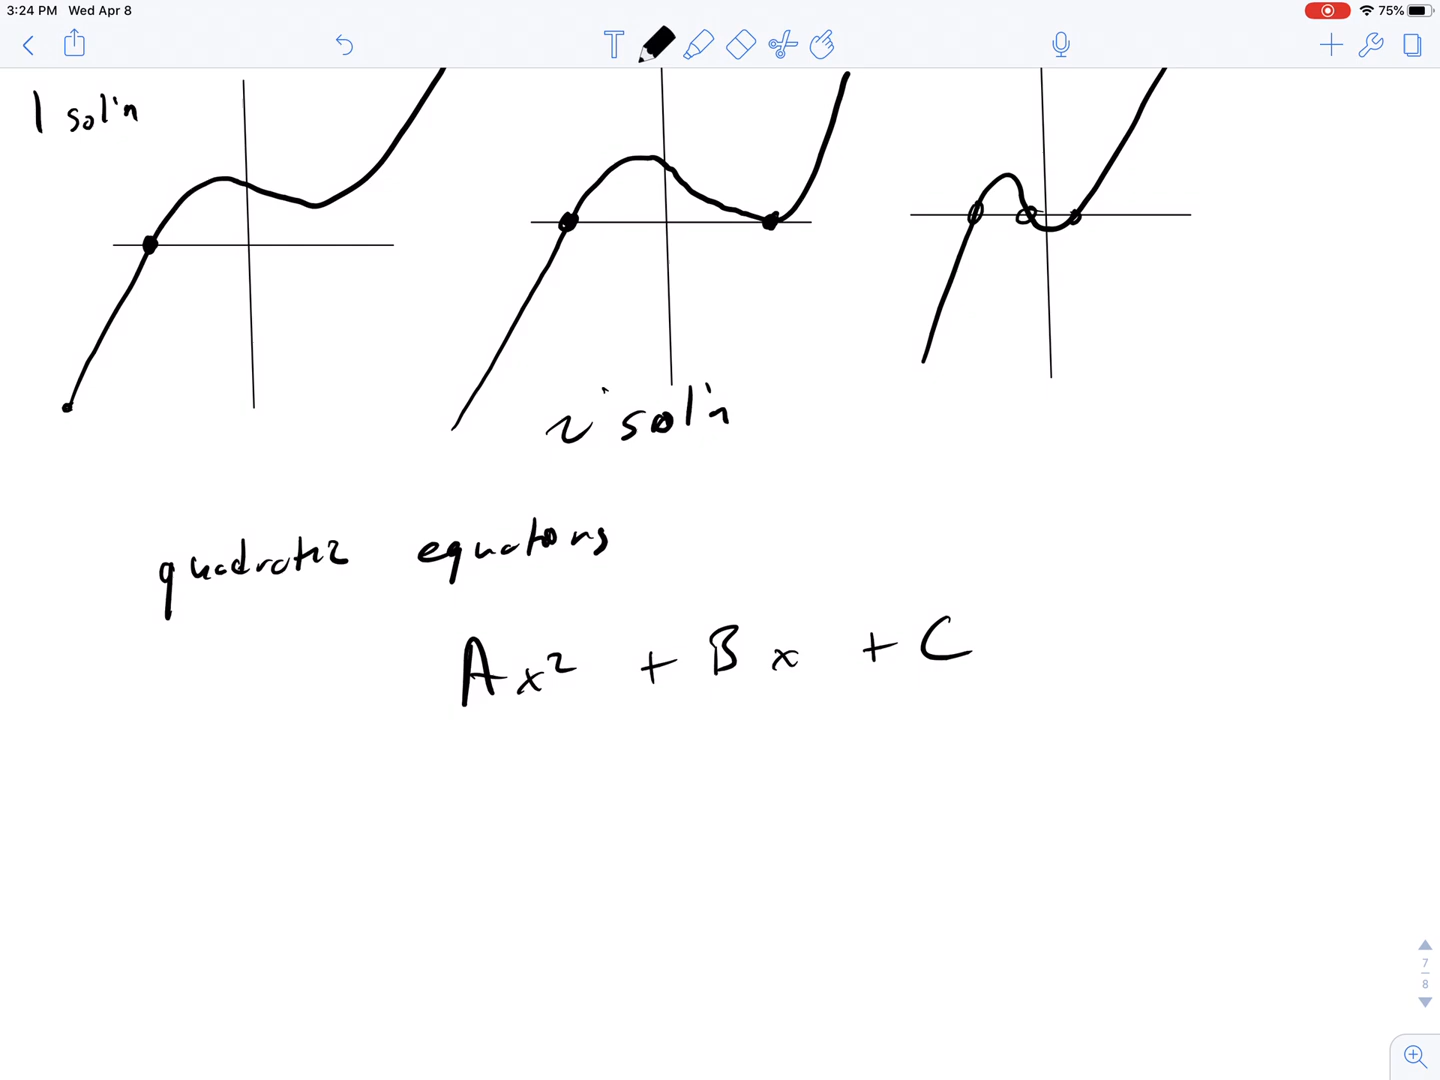 3:24 PM Wed Apr 8
75%
T
1 sol'n
2 sol'n
quadratic equations
Ax² + Bx + C
7
8